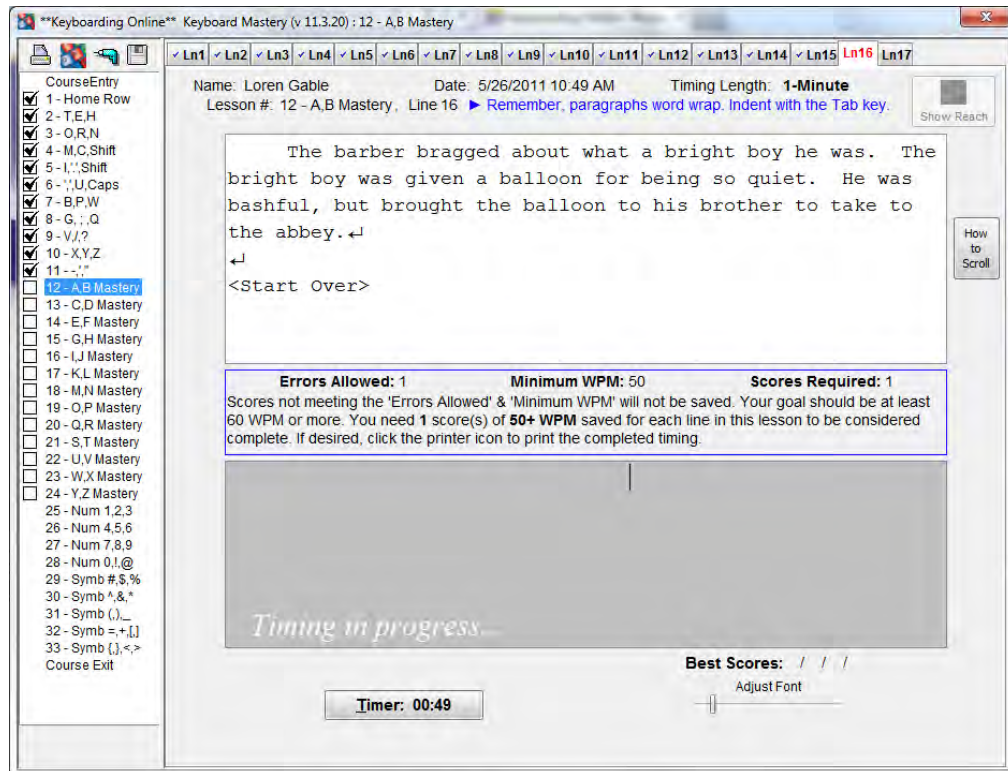 **Keyboarding Online** Keyboard Mastery (v 11.3.20) : 12 - A,B Mastery
Ln1 Ln2 Ln3 Ln4 Ln5 Ln6 Ln7 Ln8 Ln9 Ln10 Ln11 Ln12 Ln13 Ln14 Ln15 Ln16 Ln17
CourseEntry
1 - Home Row
2 - T,E,H
3 - O,R,N
4 - M,C,Shift
5 - I,'.',Shift
6 - ',',U,Caps
7 - B,P,W
8 - G, ; ,Q
9 - V,/,?
10 - X,Y,Z
11 - -,',"
12 - A,B Mastery
13 - C,D Mastery
14 - E,F Mastery
15 - G,H Mastery
16 - I,J Mastery
17 - K,L Mastery
18 - M,N Mastery
19 - O,P Mastery
20 - Q,R Mastery
21 - S,T Mastery
22 - U,V Mastery
23 - W,X Mastery
24 - Y,Z Mastery
25 - Num 1,2,3
26 - Num 4,5,6
27 - Num 7,8,9
28 - Num 0,!,@
29 - Symb #,$,%
30 - Symb ^,&,*
31 - Symb (,),_
32 - Symb =,+,[,]
33 - Symb {,},<,>
Course Exit
Name: Loren Gable Date: 5/26/2011 10:49 AM Timing Length: 1-Minute
Lesson #: 12 - A,B Mastery, Line 16 ► Remember, paragraphs word wrap. Indent with the Tab key.
Show Reach
The barber bragged about what a bright boy he was. The
bright boy was given a balloon for being so quiet. He was
bashful, but brought the balloon to his brother to take to
the abbey.↵
↵
<Start Over>
How
to
Scroll
Errors Allowed: 1 Minimum WPM: 50 Scores Required: 1
Scores not meeting the 'Errors Allowed' & 'Minimum WPM' will not be saved. Your goal should be at least
60 WPM or more. You need 1 score(s) of 50+ WPM saved for each line in this lesson to be considered
complete. If desired, click the printer icon to print the completed timing.
Timing in progress...
Best Scores: / / /
Adjust Font
Timer: 00:49